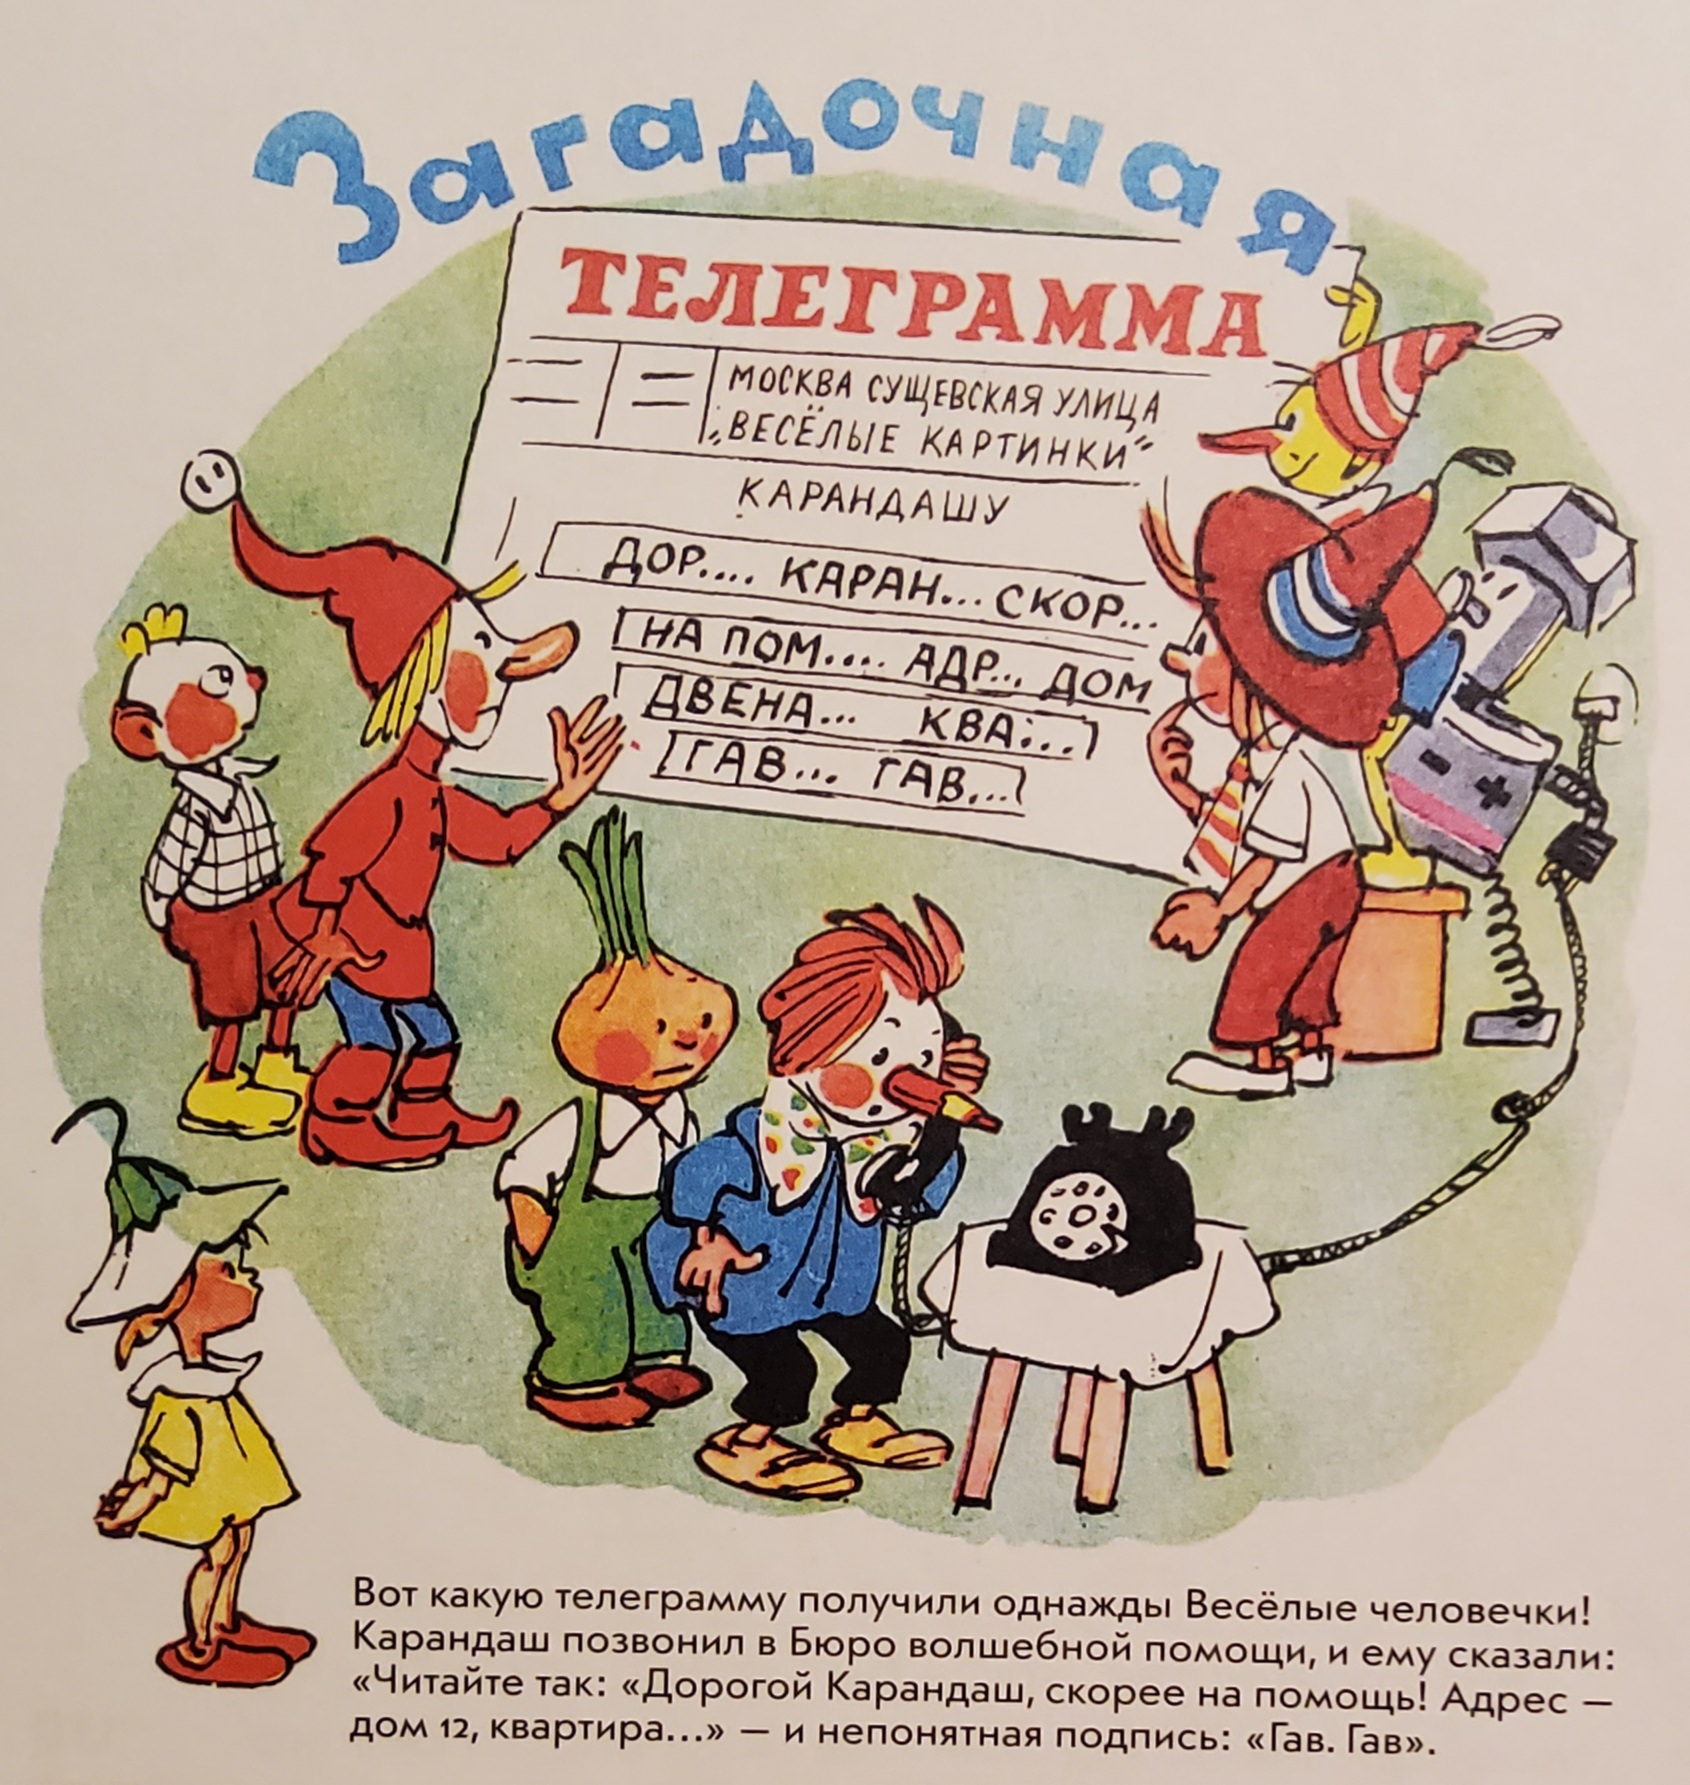 Загадочная
ТЕЛЕГРАММА
МОСКВА СУЩЕВСКАЯ УЛИЦА
„ВЕСЁЛЫЕ КАРТИНКИ“
КАРАНДАШУ
ДОР.... КАРАН... СКОР...
НА ПОМ.... АДР... ДОМ
ДВЕНА... КВА....
ГАВ... ГАВ...
Вот какую телеграмму получили однажды Весёлые человечки!
Карандаш позвонил в Бюро волшебной помощи, и ему сказали:
«Читайте так: «Дорогой Карандаш, скорее на помощь! Адрес —
дом 12, квартира...» — и непонятная подпись: «Гав. Гав».